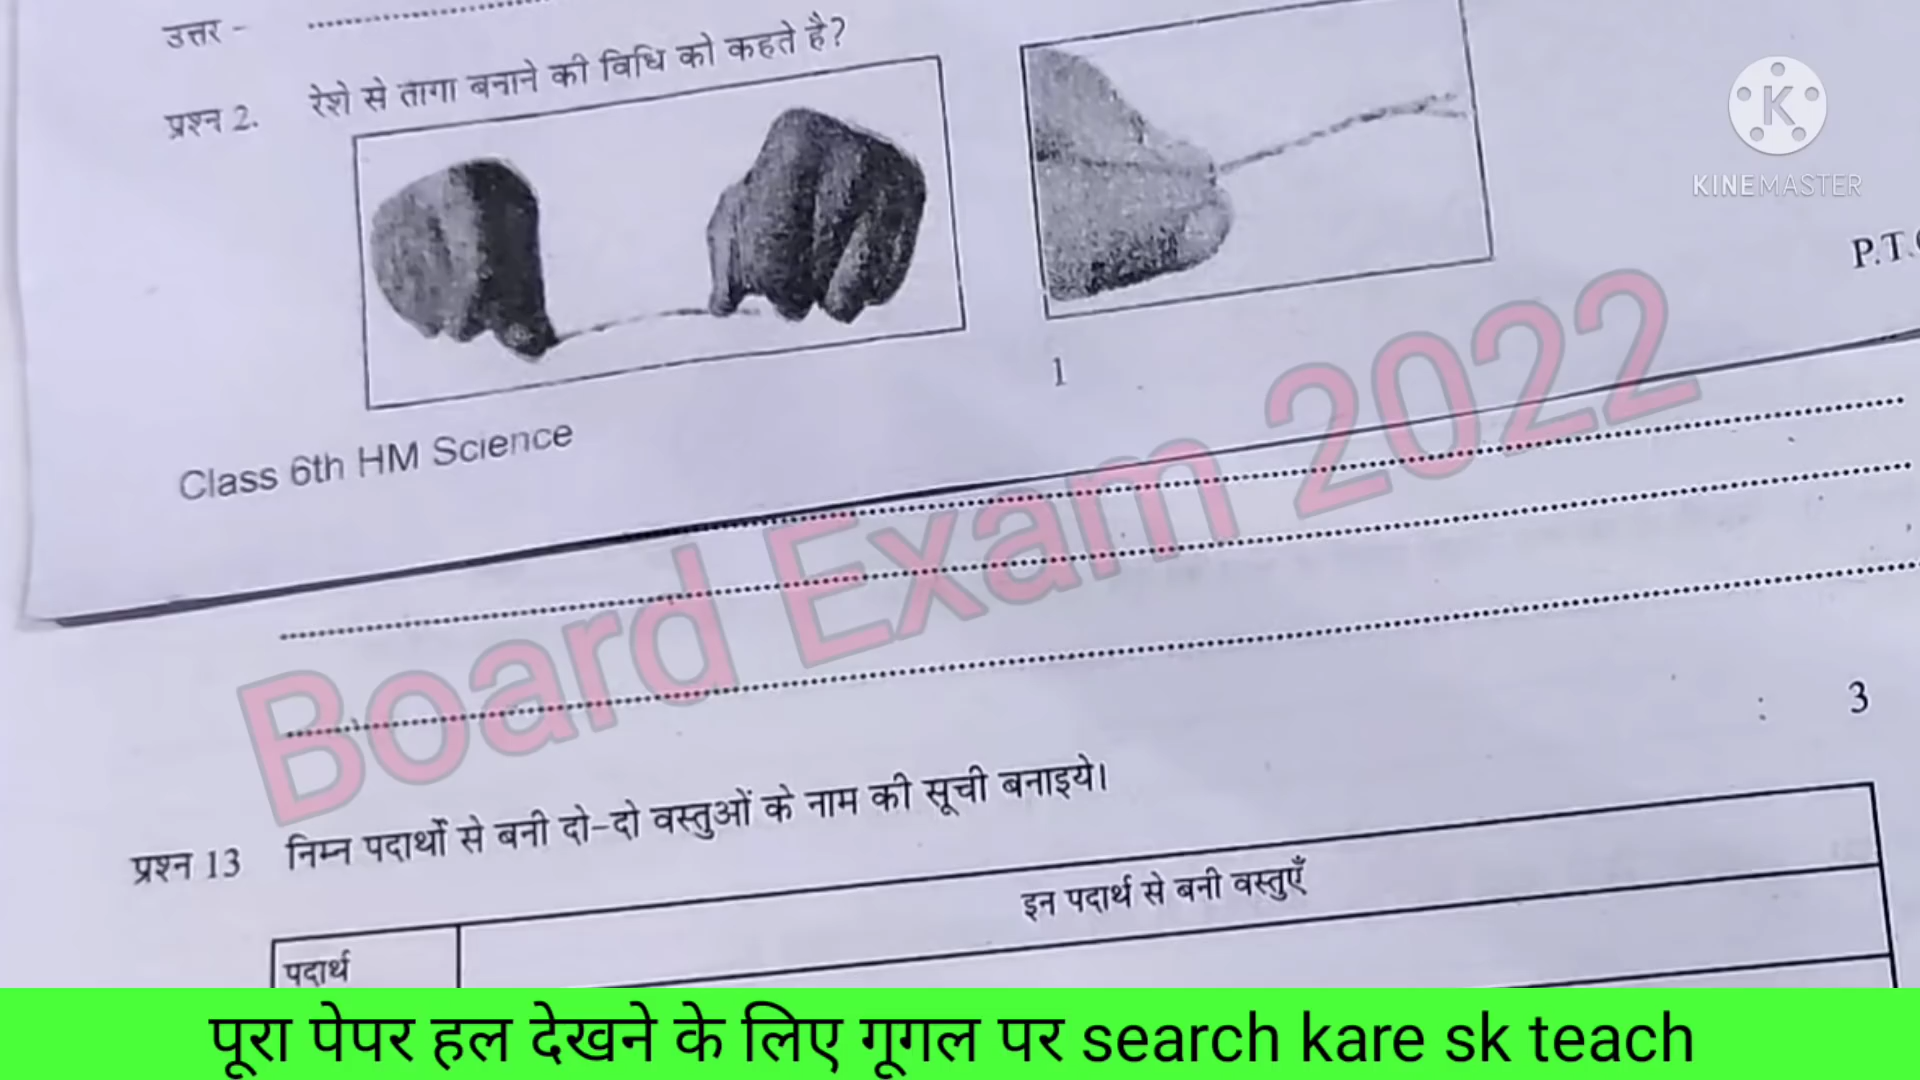 उत्तर -
प्रश्न 2. रेशे से तागा बनाने की विधि को कहते है?
KINEMASTER
P.T.
1
Class 6th HM Science
Board Exam 2022
3
प्रश्न 13 निम्न पदार्थो से बनी दो-दो वस्तुओं के नाम की सूची बनाइये।
पदार्थ इन पदार्थ से बनी वस्तुएँ
पूरा पेपर हल देखने के लिए गूगल पर search kare sk teach